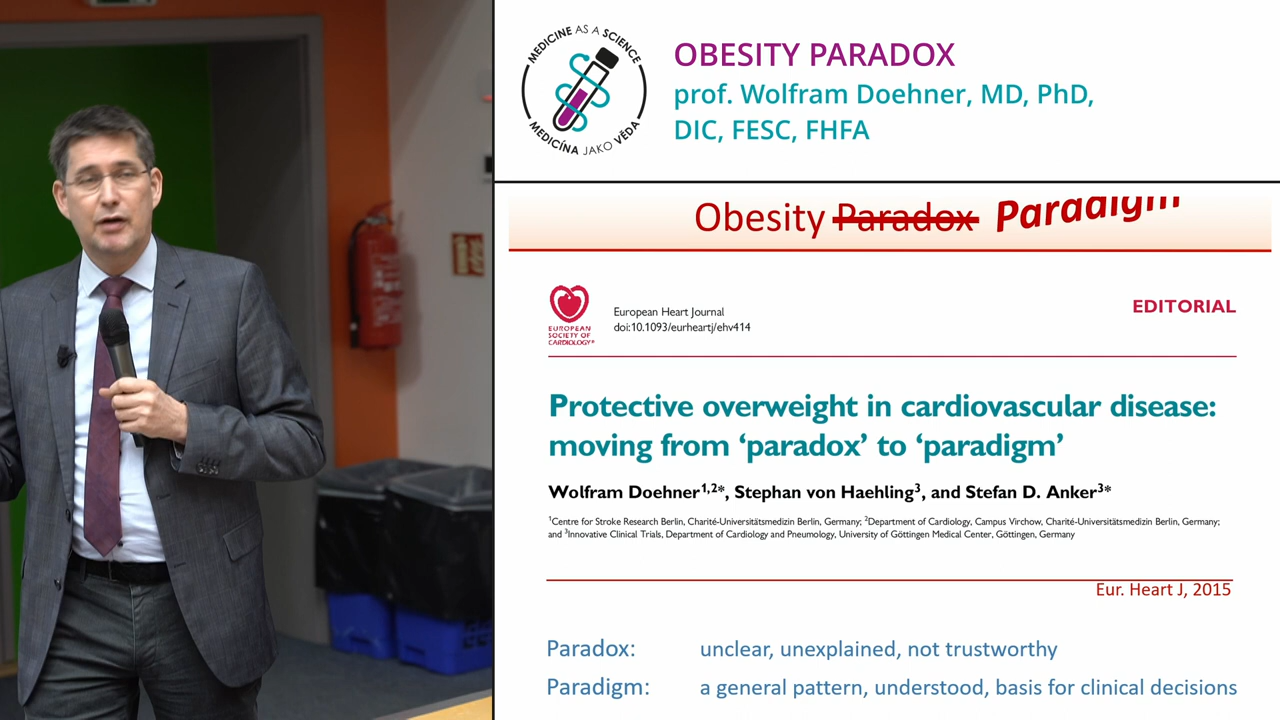 MEDICINE AS A SCIENCE
MEDICÍNA JAKO VĚDA
OBESITY PARADOX
prof. Wolfram Doehner, MD, PhD,
DIC, FESC, FHFA
Obesity Paradox Paradigm
EUROPEAN
SOCIETY OF
CARDIOLOGY®
European Heart Journal
doi:10.1093/eurheartj/ehv414
EDITORIAL
Protective overweight in cardiovascular disease:
moving from ‘paradox’ to ‘paradigm’
Wolfram Doehner1,2*, Stephan von Haehling3, and Stefan D. Anker3*
1Centre for Stroke Research Berlin, Charité-Universitätsmedizin Berlin, Germany; 2Department of Cardiology, Campus Virchow, Charité-Universitätsmedizin Berlin, Germany;
and 3Innovative Clinical Trials, Department of Cardiology and Pneumology, University of Göttingen Medical Center, Göttingen, Germany
Eur. Heart J, 2015
Paradox: unclear, unexplained, not trustworthy
Paradigm: a general pattern, understood, basis for clinical decisions